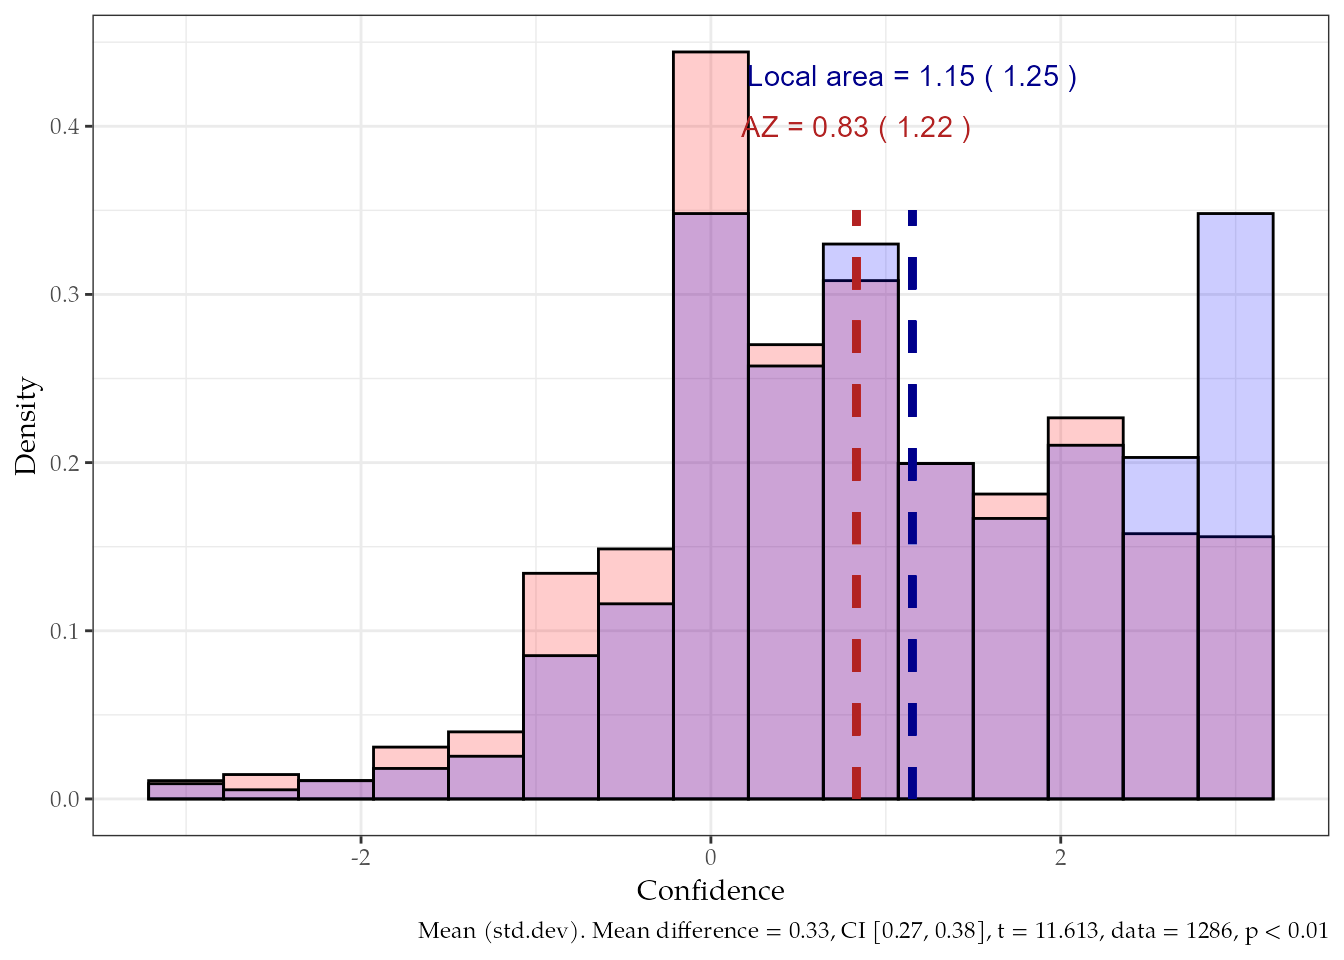 Local area = 1.15 ( 1.25 )
AZ = 0.83 ( 1.22 )
0.4
0.3
0.2
0.1
0.0
Density
-2
0
2
Confidence
Mean (std.dev). Mean difference = 0.33, CI [0.27, 0.38], t = 11.613, data = 1286, p < 0.01